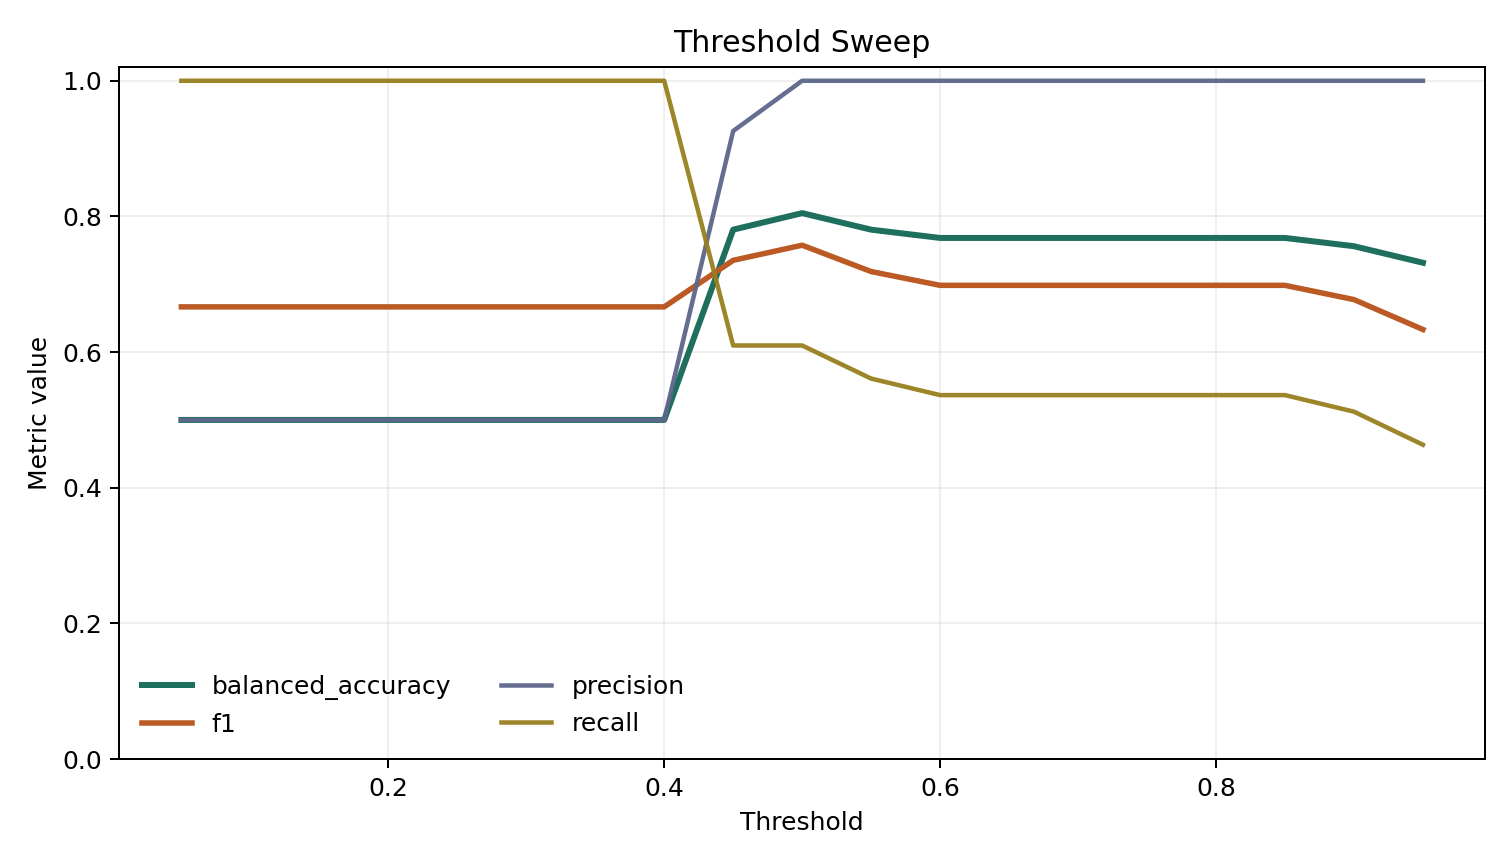 Threshold Sweep
1.0
0.8
0.6
0.4
0.2
0.0
Metric value
balanced_accuracy
f1
precision
recall
0.2 0.4 0.6 0.8
Threshold